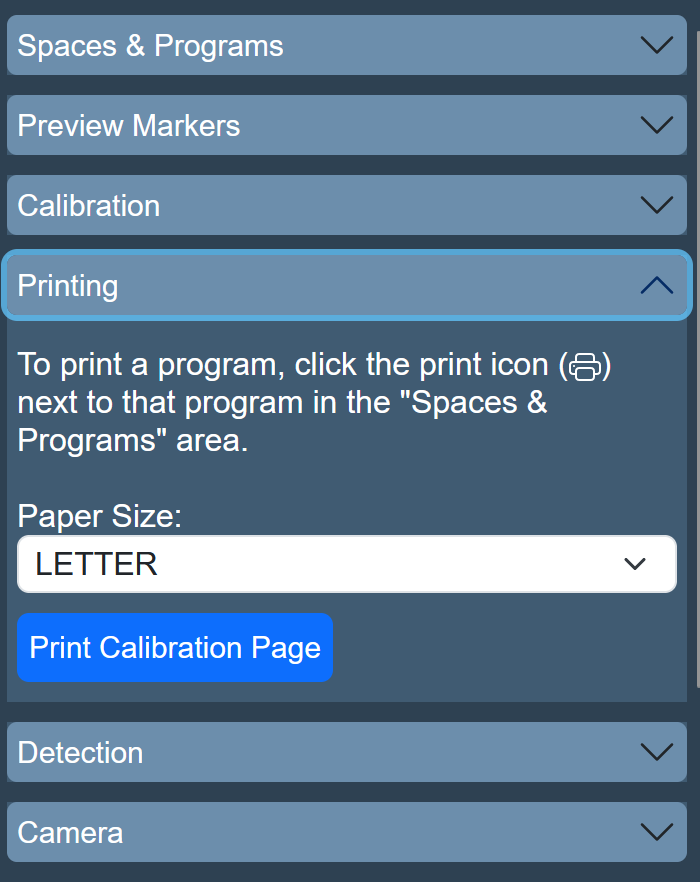 Spaces & Programs
Preview Markers
Calibration
Printing
To print a program, click the print icon ()
next to that program in the "Spaces &
Programs" area.
Paper Size:
LETTER
Print Calibration Page
Detection
Camera